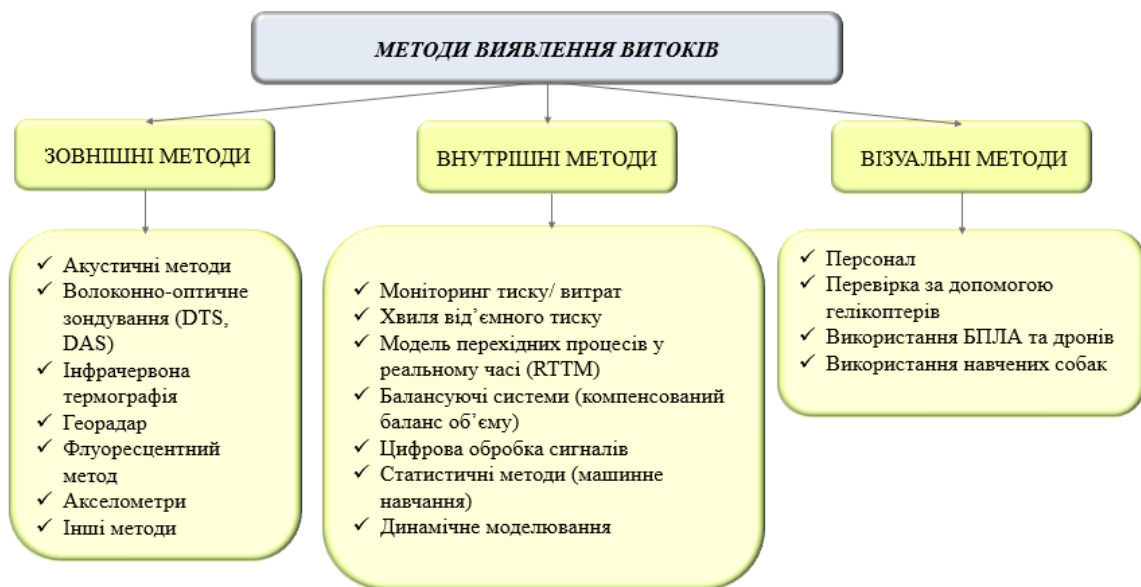 МЕТОДИ ВИЯВЛЕННЯ ВИТОКІВ
ЗОВНІШНІ МЕТОДИ
✓ Акустичні методи
✓ Волоконно-оптичне
зондування (DTS,
DAS)
✓ Інфрачервона
термографія
✓ Георадар
✓ Флуоресцентний
метод
✓ Акселометри
✓ Інші методи
ВНУТРІШНІ МЕТОДИ
✓ Моніторинг тиску/ витрат
✓ Хвиля від’ємного тиску
✓ Модель перехідних процесів у
реальному часі (RTTM)
✓ Балансуючі системи (компенсований
баланс об’єму)
✓ Цифрова обробка сигналів
✓ Статистичні методи (машинне
навчання)
✓ Динамічне моделювання
ВІЗУАЛЬНІ МЕТОДИ
✓ Персонал
✓ Перевірка за допомогою
гелікоптерів
✓ Використання БПЛА та дронів
✓ Використання навчених собак